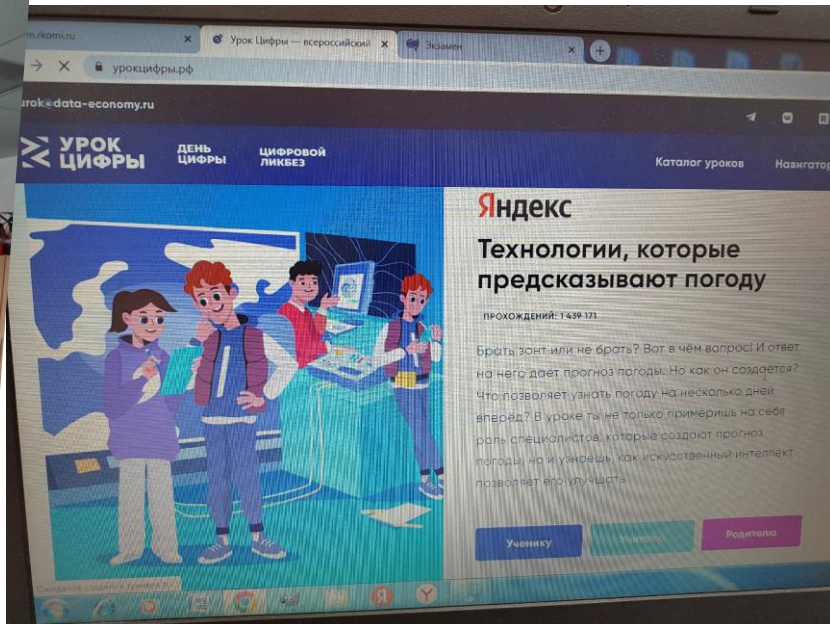 Урок Цифры — всероссийский
Экзамен
урокцифры.рф
urok@data-economy.ru
УРОК
ЦИФРЫ
ДЕНЬ
ЦИФРЫ
ЦИФРОВОЙ
ЛИКБЕЗ
Каталог уроков
Навигатор
Яндекс
Технологии, которые
предсказывают погоду
ПРОХОЖДЕНИЙ: 1 439 171
Брать зонт или не брать? Вот в чём вопрос! И ответ
на него даёт прогноз погоды. Но как он создаётся?
Что позволяет узнать погоду на несколько дней
вперёд? В уроке ты не только примеришь на себя
роль специалистов, которые создают прогноз
погоды, но и узнаешь, как искусственный интеллект
позволяет его улучшать.
Ученику
Учителю
Родителю